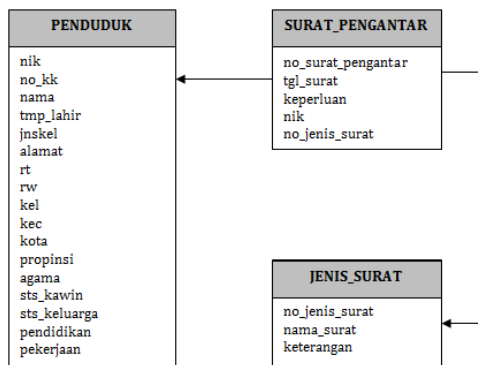 PENDUDUK
nik
no_kk
nama
tmp_lahir
jnskel
alamat
rt
rw
kel
kec
kota
propinsi
agama
sts_kawin
sts_keluarga
pendidikan
pekerjaan
SURAT_PENGANTAR
no_surat_pengantar
tgl_surat
keperluan
nik
no_jenis_surat
JENIS_SURAT
no_jenis_surat
nama_surat
keterangan